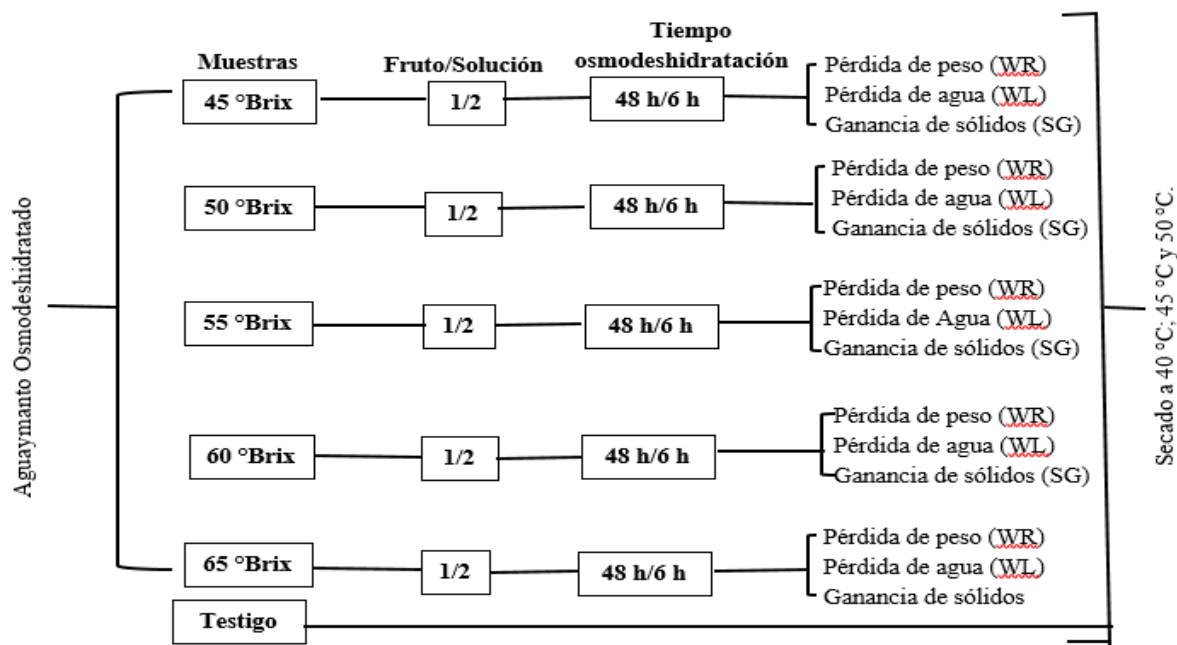 Aguaymanto Osmodeshidratado
Muestras
Fruto/Solución
Tiempo
osmodeshidratación
45 °Brix
1/2
48 h/6 h
Pérdida de peso (WR)
Pérdida de agua (WL)
Ganancia de sólidos (SG)
50 °Brix
1/2
48 h/6 h
Pérdida de peso (WR)
Pérdida de agua (WL)
Ganancia de sólidos (SG)
55 °Brix
1/2
48 h/6 h
Pérdida de peso (WR)
Pérdida de Agua (WL)
Ganancia de sólidos (SG)
60 °Brix
1/2
48 h/6 h
Pérdida de peso (WR)
Pérdida de agua (WL)
Ganancia de sólidos (SG)
65 °Brix
1/2
48 h/6 h
Pérdida de peso (WR)
Pérdida de agua (WL)
Ganancia de sólidos
Testigo
Secado a 40 °C; 45 °C y 50 °C.